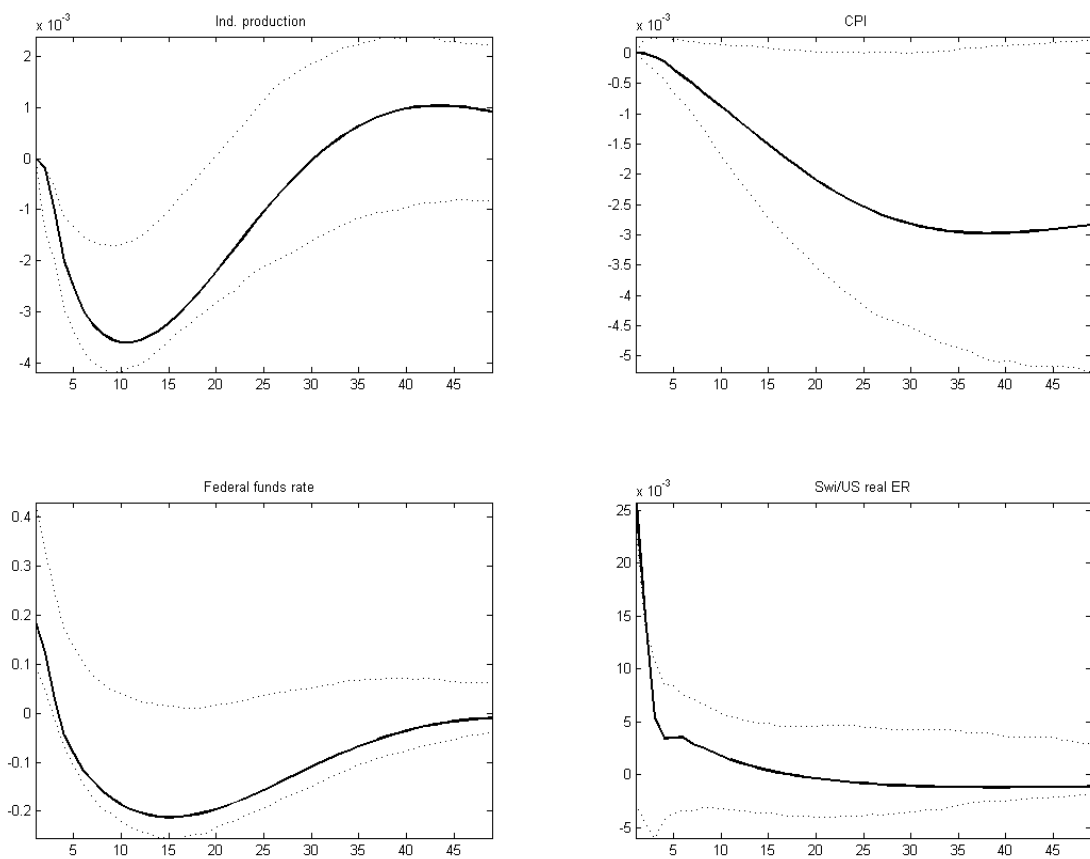 Ind. production
x 10⁻³
2
1
0
-1
-2
-3
-4
5 10 15 20 25 30 35 40 45
CPI
x 10⁻³
0
-0.5
-1
-1.5
-2
-2.5
-3
-3.5
-4
-4.5
-5
5 10 15 20 25 30 35 40 45
Federal funds rate
0.4
0.3
0.2
0.1
0
-0.1
-0.2
5 10 15 20 25 30 35 40 45
Swi/US real ER
x 10⁻³
25
20
15
10
5
0
-5
5 10 15 20 25 30 35 40 45